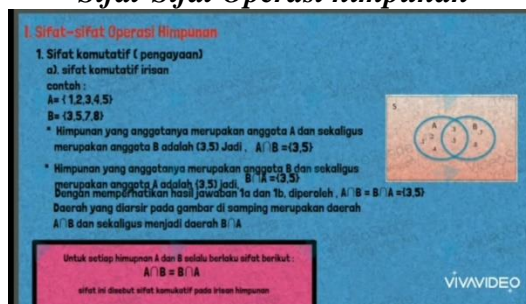 Sifat-Sifat Operasi himpunan
I. Sifat-sifat Operasi Himpunan
1. Sifat komutatif ( pengayaan)
a). sifat komutatif irisan
contoh :
A= { 1,2,3,4,5}
B= {3,5,7,8}
* Himpunan yang anggotanya merupakan anggota A dan sekaligus
merupakan anggota B adalah (3,5) Jadi , A∩B ={3,5}
* Himpunan yang anggotanya merupakan anggota B dan sekaligus
merupakan anggota A adalah (3,5) jadi, B∩A ={3,5}
Dengan memperhatikan hasil jawaban 1a dan 1b, diperoleh , A∩B = B∩A ={3,5}
Daerah yang diarsir pada gambar di samping merupakan daerah
A∩B dan sekaligus menjadi daerah B∩A
S
A
B
Untuk setiap himupnan A dan B selalu berlaku sifat berikut :
A∩B = B∩A
sifat ini disebut sifat komukatif pada irisan himpunan
VIVAVIDEO